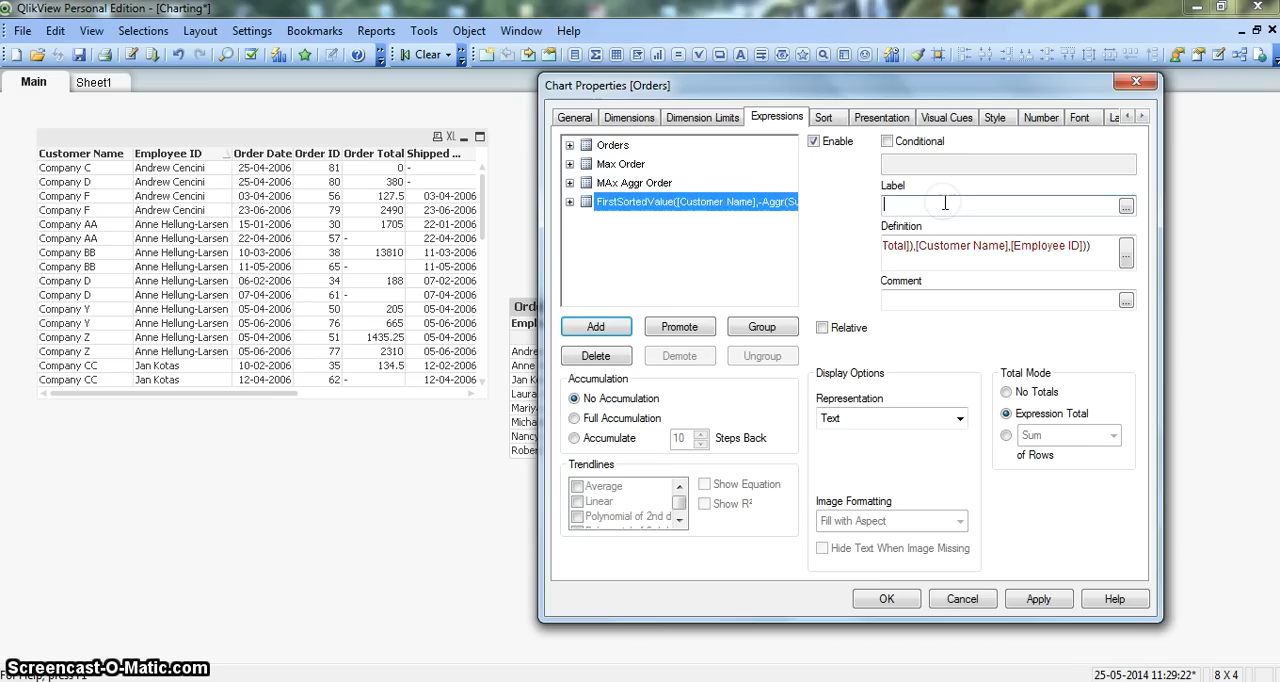 QlikView Personal Edition - [Charting*]
File Edit View Selections Layout Settings Bookmarks Reports Tools Object Window Help
Clear
Main Sheet1
XL
Customer Name Employee ID Order Date Order ID Order Total Shipped ...
Company C Andrew Cencini 25-04-2006 81 0 -
Company D Andrew Cencini 25-04-2006 80 380 -
Company F Andrew Cencini 03-04-2006 56 127.5 03-04-2006
Company F Andrew Cencini 23-06-2006 79 2490 23-06-2006
Company AA Anne Hellung-Larsen 15-01-2006 30 1705 22-01-2006
Company AA Anne Hellung-Larsen 22-04-2006 57 - 22-04-2006
Company BB Anne Hellung-Larsen 10-03-2006 38 13810 11-03-2006
Company BB Anne Hellung-Larsen 11-05-2006 65 - 11-05-2006
Company D Anne Hellung-Larsen 06-02-2006 34 188 07-02-2006
Company D Anne Hellung-Larsen 07-04-2006 61 - 07-04-2006
Company Y Anne Hellung-Larsen 05-04-2006 50 205 05-04-2006
Company Y Anne Hellung-Larsen 05-06-2006 76 665 05-06-2006
Company Z Anne Hellung-Larsen 05-04-2006 51 1435.25 05-04-2006
Company Z Anne Hellung-Larsen 05-06-2006 77 2310 05-06-2006
Company CC Jan Kotas 10-02-2006 35 134.5 12-02-2006
Company CC Jan Kotas 12-04-2006 62 - 12-04-2006
Chart Properties [Orders]
General Dimensions Dimension Limits Expressions Sort Presentation Visual Cues Style Number Font La
Orders
Max Order
MAx Aggr Order
FirstSortedValue([Customer Name],-Aggr(Su
Enable
Conditional
Label
...
Definition
Total]),[Customer Name],[Employee ID]))
...
Comment
...
Add Promote Group
Delete Demote Ungroup
Relative
Accumulation
No Accumulation
Full Accumulation
Accumulate 10 Steps Back
Trendlines
Average
Linear
Polynomial of 2nd d
Show Equation
Show R²
Display Options
Representation
Text
Image Formatting
Fill with Aspect
Hide Text When Image Missing
Total Mode
No Totals
Expression Total
Sum
of Rows
OK Cancel Apply Help
Screencast-O-Matic.com
25-05-2014 11:29:22* 8 X 4